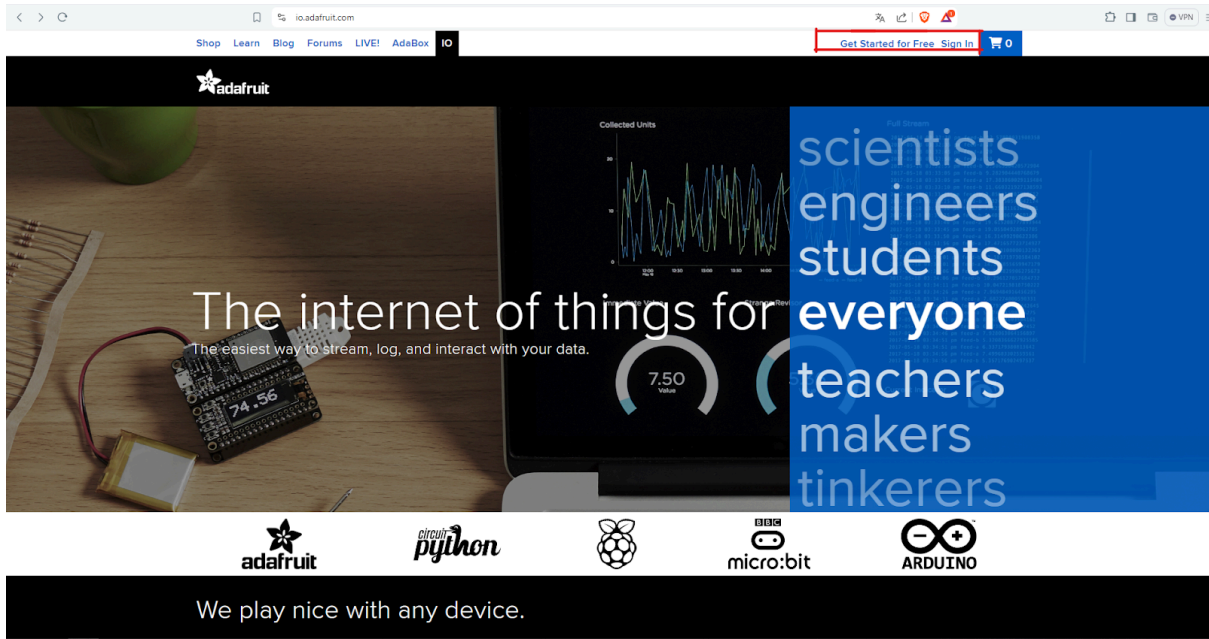 io.adafruit.com
VPN
Shop Learn Blog Forums LIVE! AdaBox IO
Get Started for Free Sign In 0
adafruit
Collected Units
Full Stream
scientists
engineers
students
The internet of things for everyone
The easiest way to stream, log, and interact with your data.
7.50
Value
74.56
teachers
makers
tinkerers
adafruit
circuit python
BBC
micro:bit
ARDUINO
We play nice with any device.